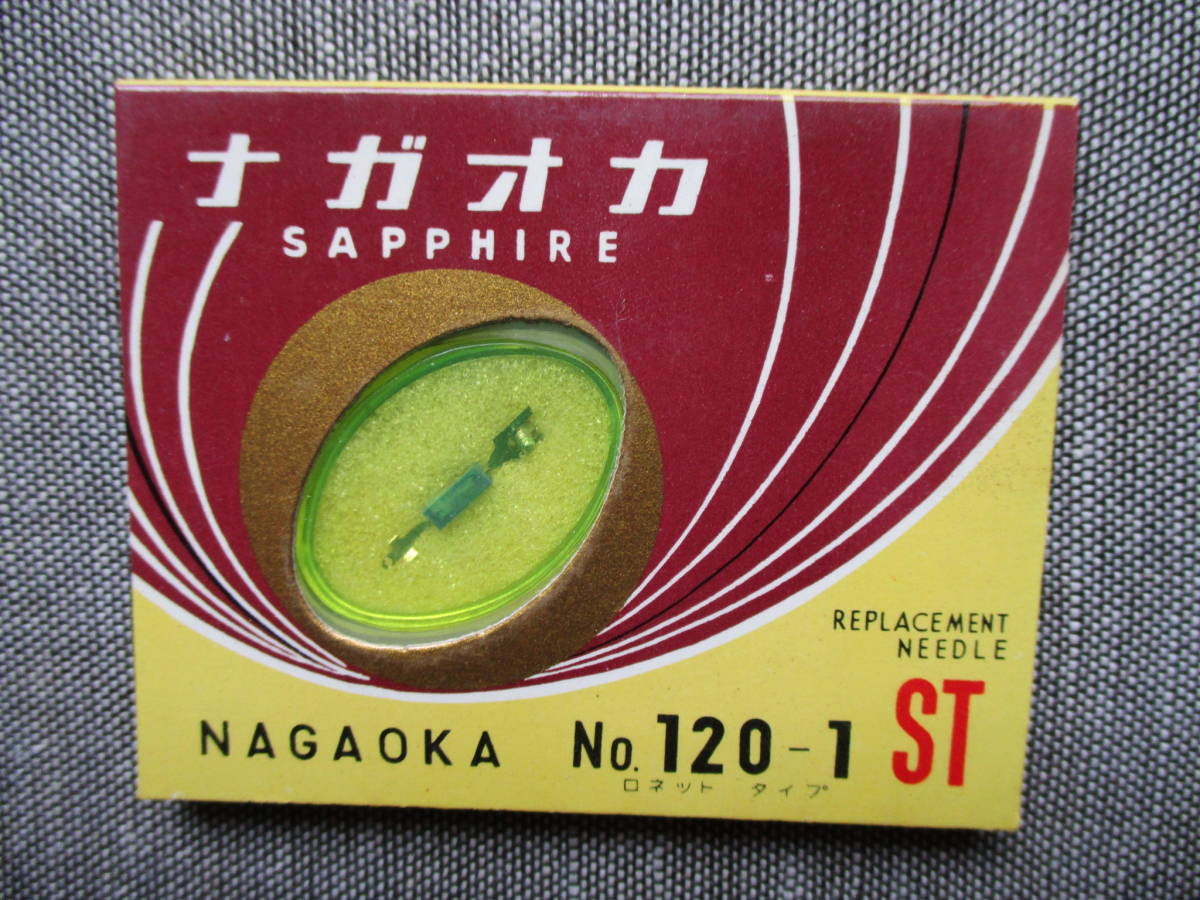 ナガオカ
SAPPHIRE
REPLACEMENT
NEEDLE
NAGAOKA No. 120-1 ST
ロネット タイプ